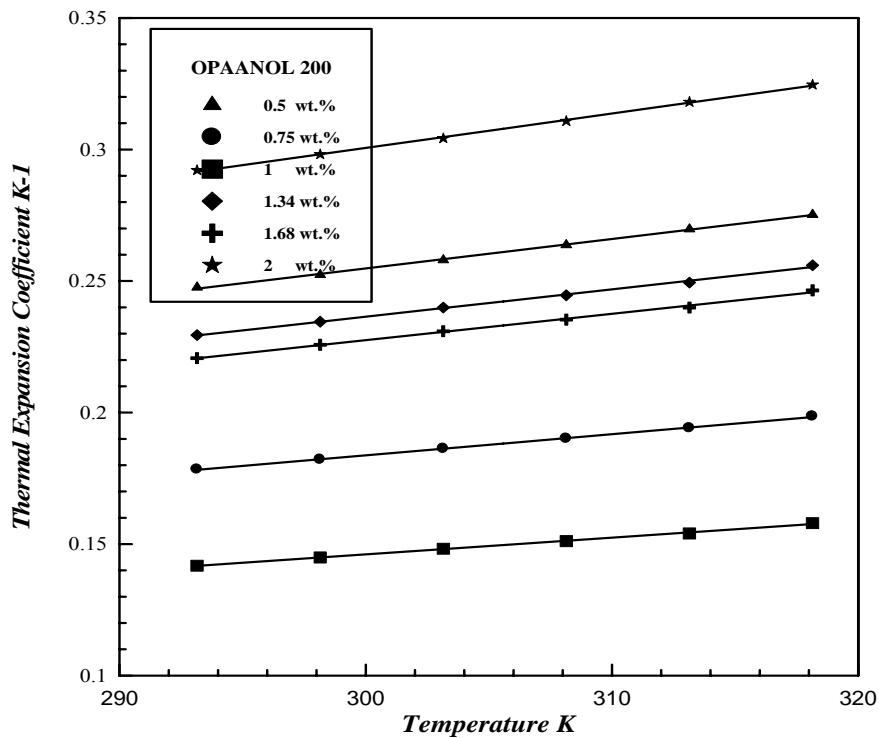 0.35
0.3
0.25
0.2
0.15
0.1
Thermal Expansion Coefficient K-1
OPAANOL 200
0.5 wt.%
0.75 wt.%
1 wt.%
1.34 wt.%
1.68 wt.%
2 wt.%
290
300
310
320
Temperature K